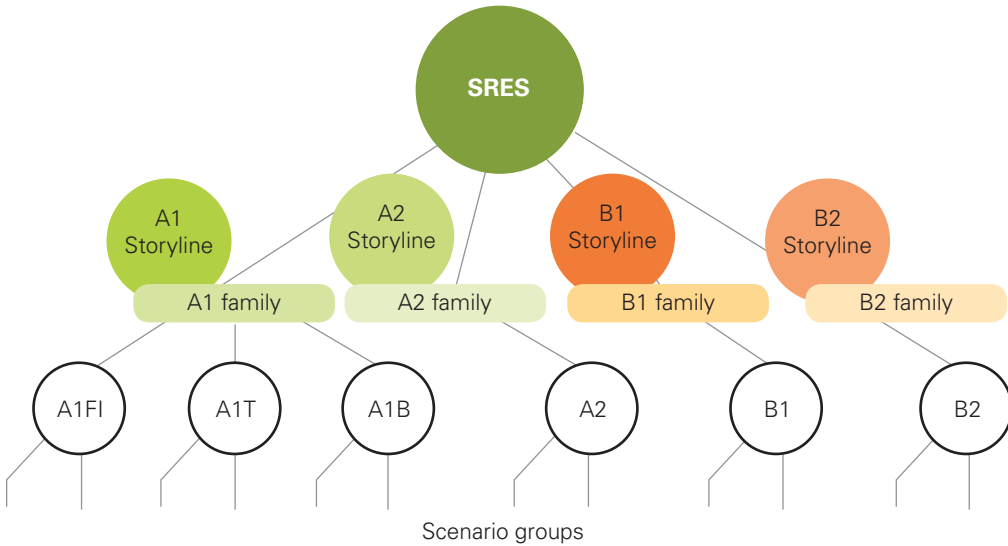 SRES
A1
Storyline
A2
Storyline
B1
Storyline
B2
Storyline
A1 family
A2 family
B1 family
B2 family
A1FI
A1T
A1B
A2
B1
B2
Scenario groups